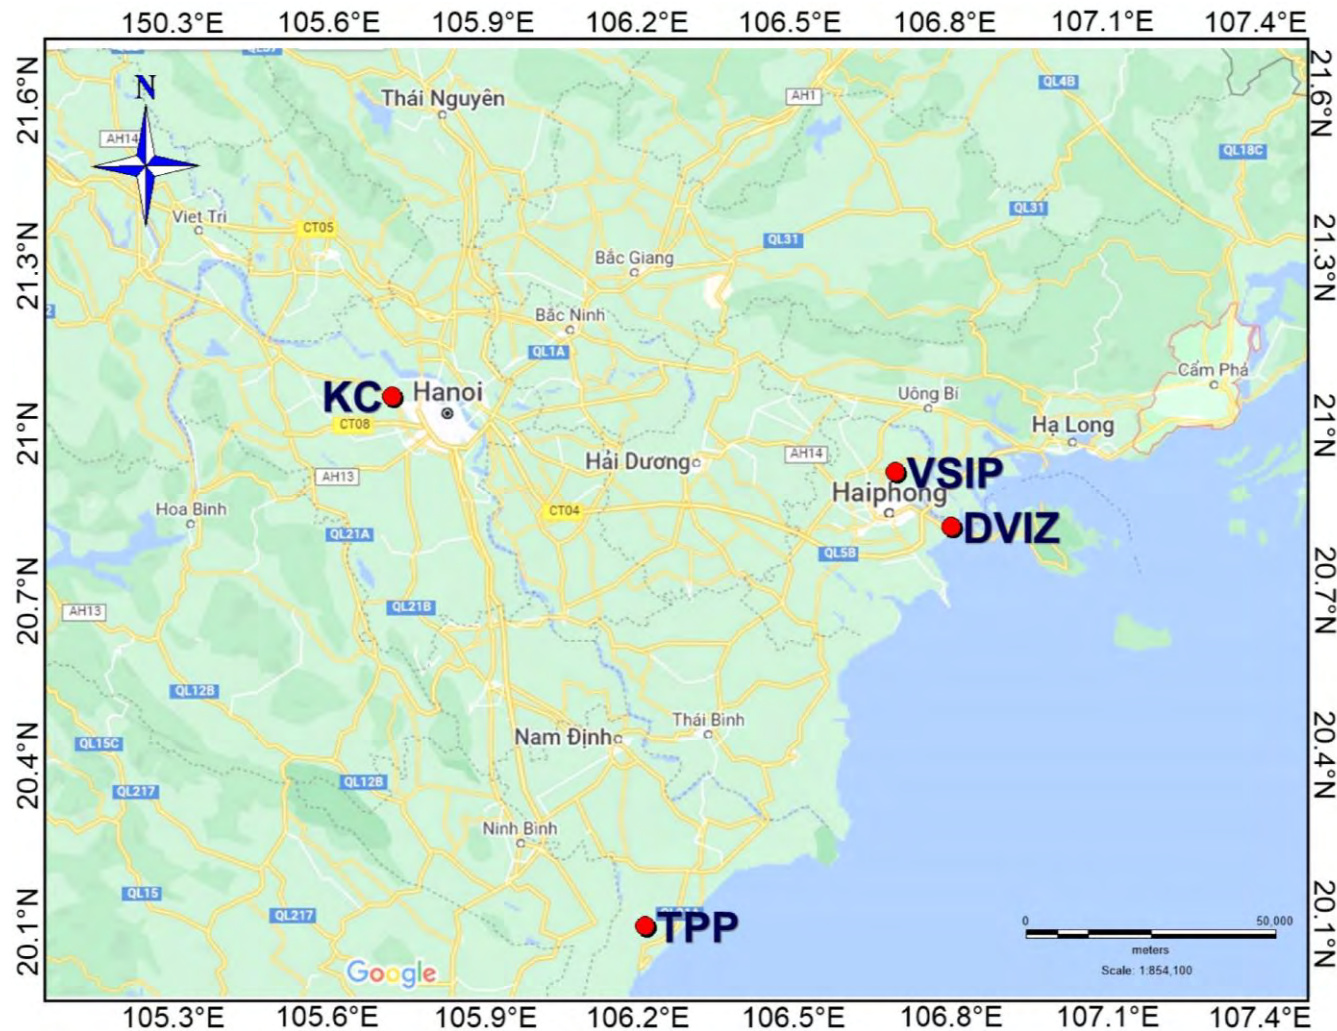 150.3°E 105.6°E 105.9°E 106.2°E 106.5°E 106.8°E 107.1°E 107.4°E
21.6°N
21.3°N
21°N
20.7°N
20.4°N
20.1°N
N
Thái Nguyên
AH1
QL4B
AH14
QL18C
Viet Tri
CT05
QL31
QL31
Bắc Giang
Bắc Ninh
QL1A
Cẩm Phả
KC
Hanoi
Uông Bí
CT08
Hạ Long
AH13
Hải Dương
AH14
VSIP
Haiphong
Hoa Binh
CT04
DVIZ
QL21A
QL5B
AH13
QL21B
QL12B
Thái Bình
QL15C
Nam Định
QL217
QL12B
Ninh Bình
QL15
QL217
TPP
0 50,000
meters
Scale: 1:854,100
Google
21.6°N
21.3°N
21°N
20.7°N
20.4°N
20.1°N
105.3°E 105.6°E 105.9°E 106.2°E 106.5°E 106.8°E 107.1°E 107.4°E